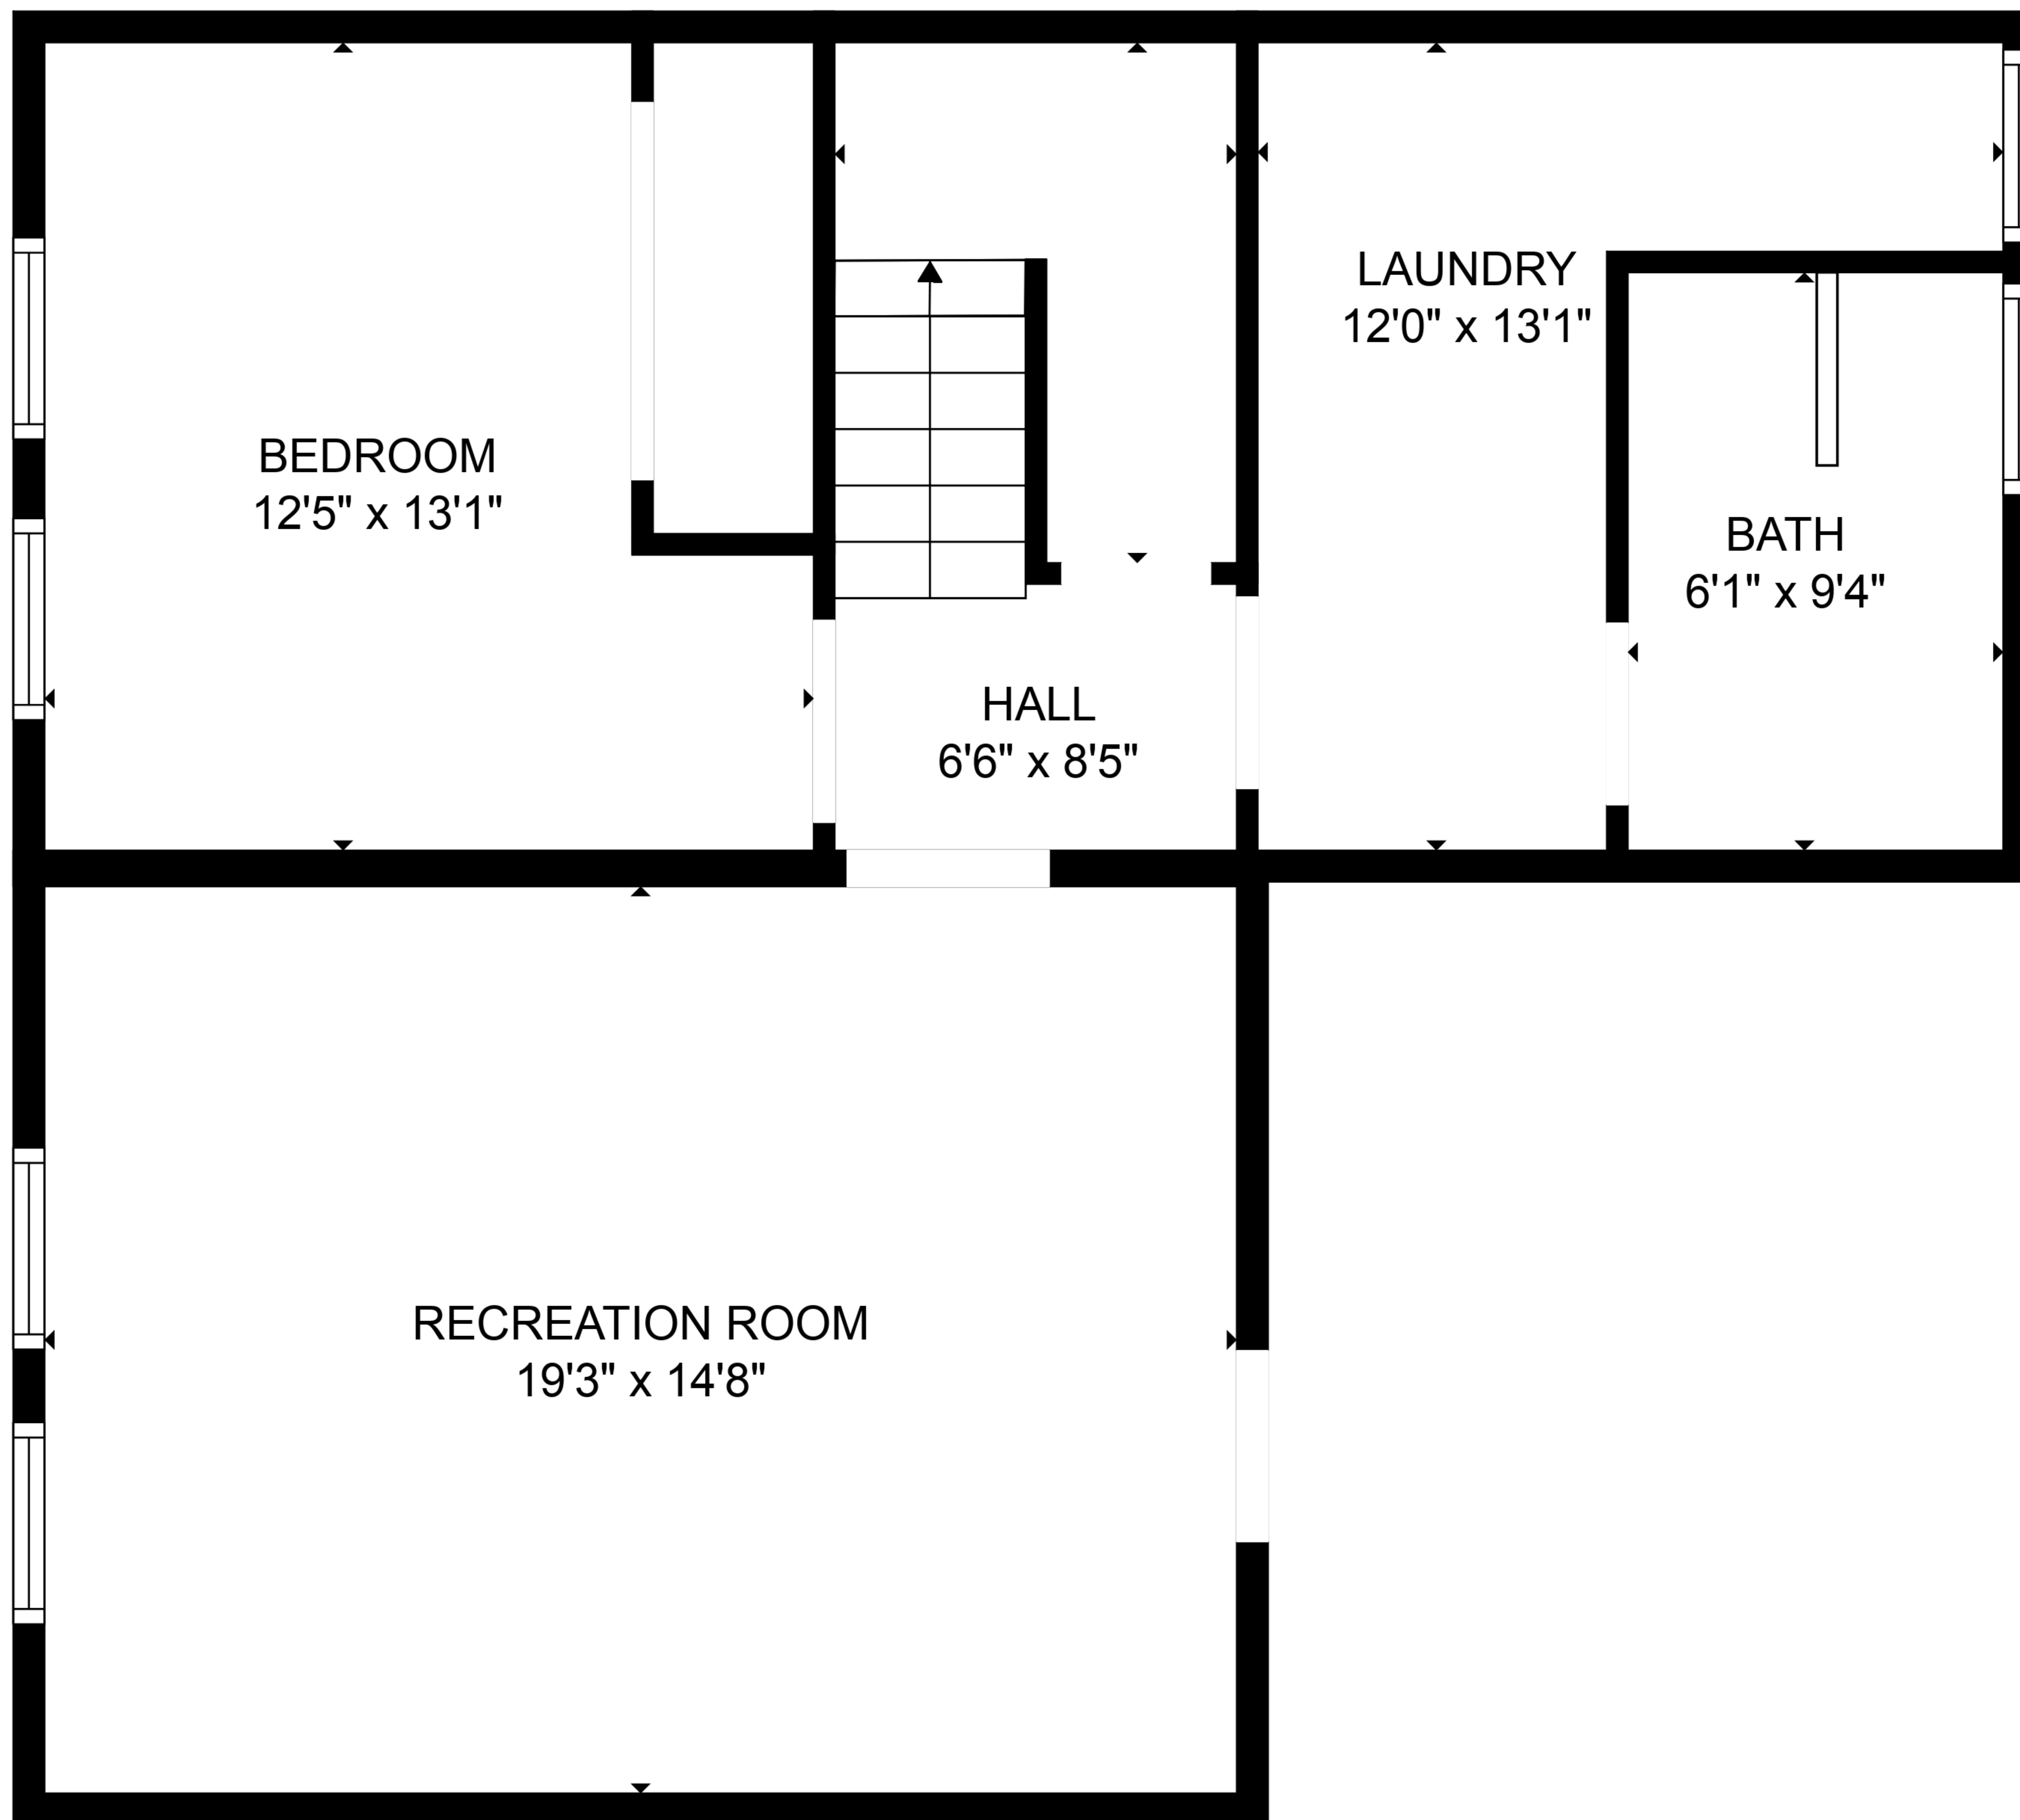 LAUNDRY
12'0" x 13'1"
BEDROOM
12'5" x 13'1"
BATH
6'1" x 9'4"
HALL
6'6" x 8'5"
RECREATION ROOM
19'3" x 14'8"